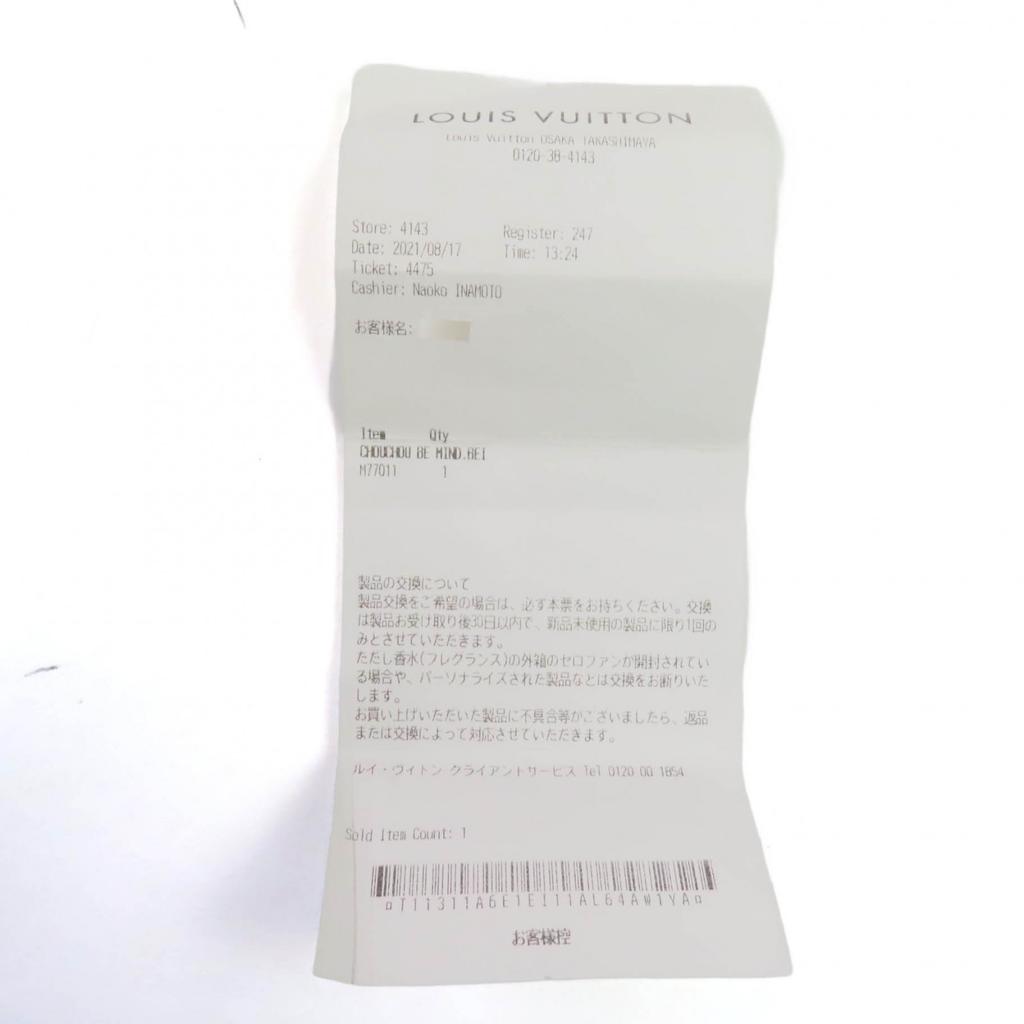 LOUIS VUITTON
Louis Vuitton OSAKA TAKASHIMAYA
0120-38-4143
Store: 4143 Register: 247
Date: 2021/08/17 Time: 13:24
Ticket: 4475
Cashier: Naoko INAMOTO
お客様名:
Item Qty
CHOUCHOU BE MIND.BEI
M77011 1
製品の交換について
製品交換をご希望の場合は、必ず本票をお持ちください。交換
は製品お受け取り後30日以内で、新品未使用の製品に限り1回の
みとさせていただきます。
ただし香水(フレグランス)の外箱のセロファンが開封されてい
る場合や、パーソナライズされた製品などは交換をお断りいた
します。
お買い上げいただいた製品に不具合等がございましたら、返品
または交換によって対応させていただきます。
ルイ・ヴィトン クライアントサービス Tel 0120 00 1854
Sold Item Count: 1
¤T11311A6E1EI11AL64AW1YA¤
お客様控